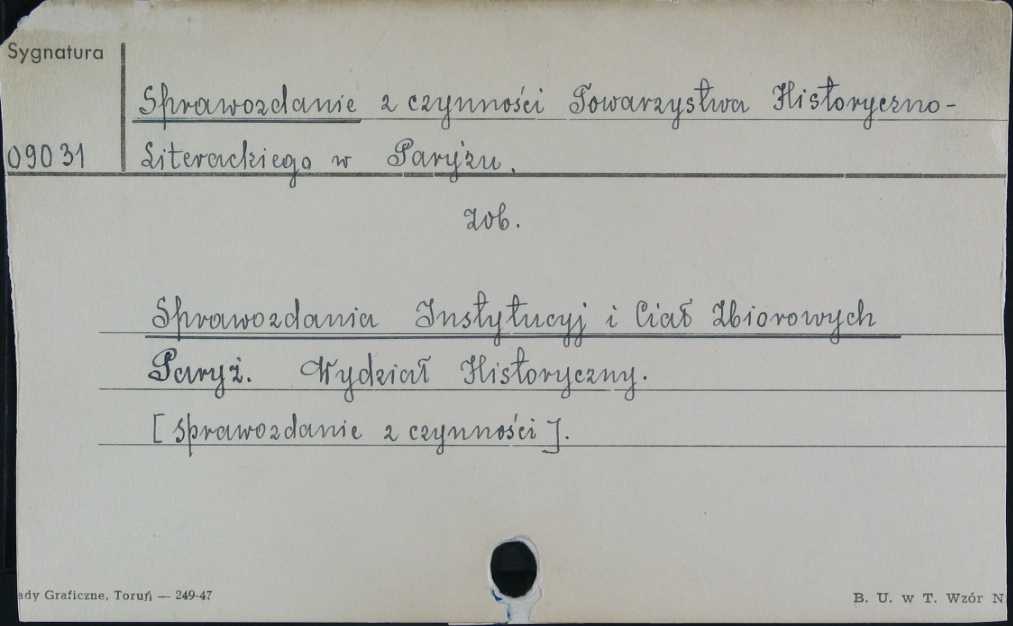 Sygnatura
Sprawozdanie z czynności Towarzystwa Historyczno-
09031
Literackiego w Paryżu.
zob.
Sprawozdania Instytucyj i Ciał Zbiorowych
Paryż. Wydział Historyczny.
[Sprawozdanie z czynności].
ady Graficzne, Toruń — 249-47
B. U. w T. Wzór N